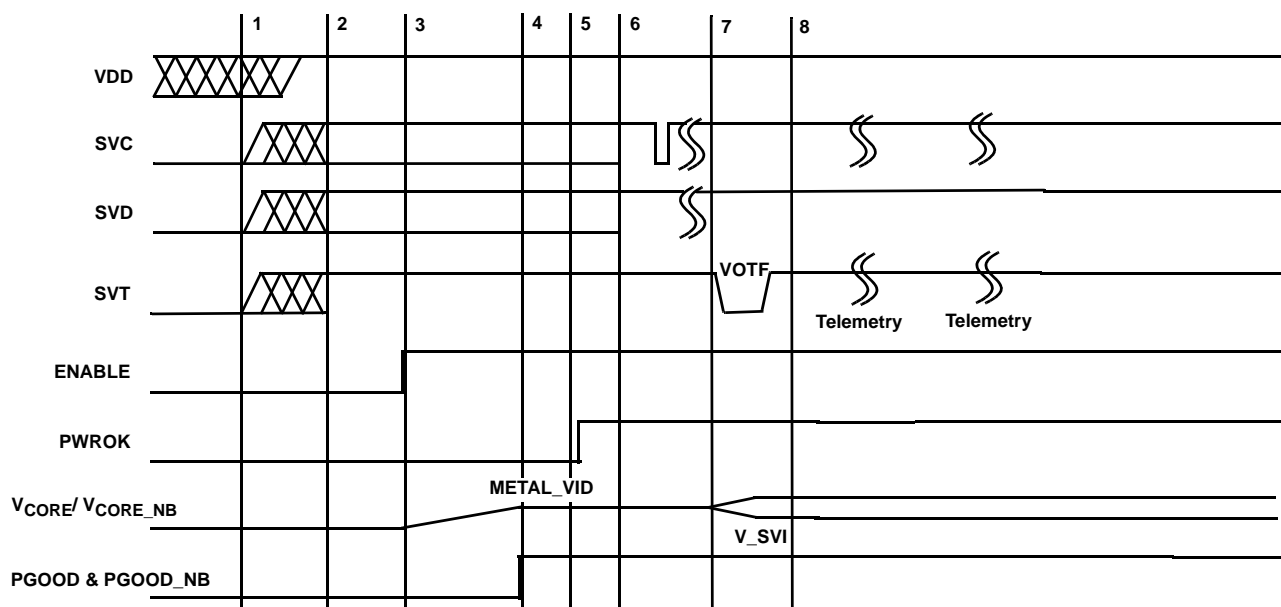 1 2 3 4 5 6 7 8
VDD
SVC
SVD
SVT
VOTF
Telemetry Telemetry
ENABLE
PWROK
METAL_VID
VCORE/ VCORE_NB
V_SVI
PGOOD & PGOOD_NB